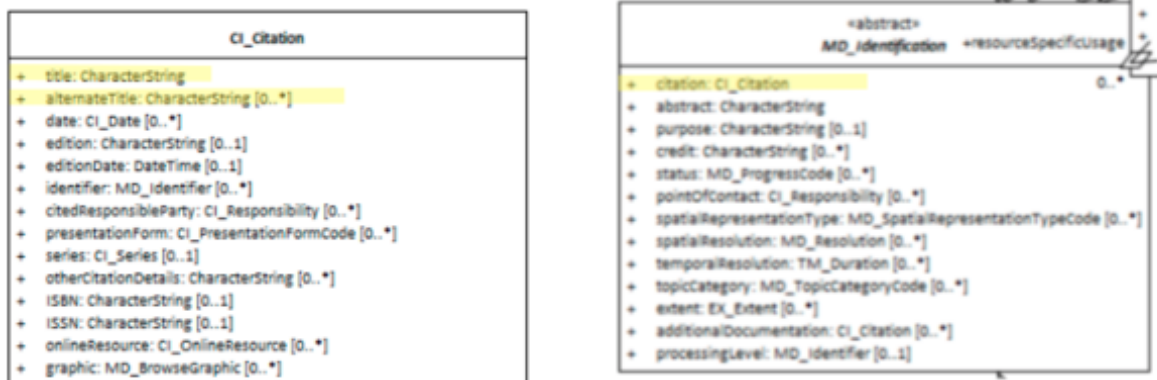 CI_Citation
+ title: CharacterString
+ alternateTitle: CharacterString [0..*]
+ date: CI_Date [0..*]
+ edition: CharacterString [0..1]
+ editionDate: DateTime [0..1]
+ identifier: MD_Identifier [0..*]
+ citedResponsibleParty: CI_Responsibility [0..*]
+ presentationForm: CI_PresentationFormCode [0..*]
+ series: CI_Series [0..1]
+ otherCitationDetails: CharacterString [0..*]
+ ISBN: CharacterString [0..1]
+ ISSN: CharacterString [0..1]
+ onlineResource: CI_OnlineResource [0..*]
+ graphic: MD_BrowseGraphic [0..*]
«abstract»
MD_Identification +resourceSpecificUsage
+ citation: CI_Citation 0..*
+ abstract: CharacterString
+ purpose: CharacterString [0..1]
+ credit: CharacterString [0..*]
+ status: MD_ProgressCode [0..*]
+ pointOfContact: CI_Responsibility [0..*]
+ spatialRepresentationType: MD_SpatialRepresentationTypeCode [0..*]
+ spatialResolution: MD_Resolution [0..*]
+ temporalResolution: TM_Duration [0..*]
+ topicCategory: MD_TopicCategoryCode [0..*]
+ extent: EX_Extent [0..*]
+ additionalDocumentation: CI_Citation [0..*]
+ processingLevel: MD_Identifier [0..1]